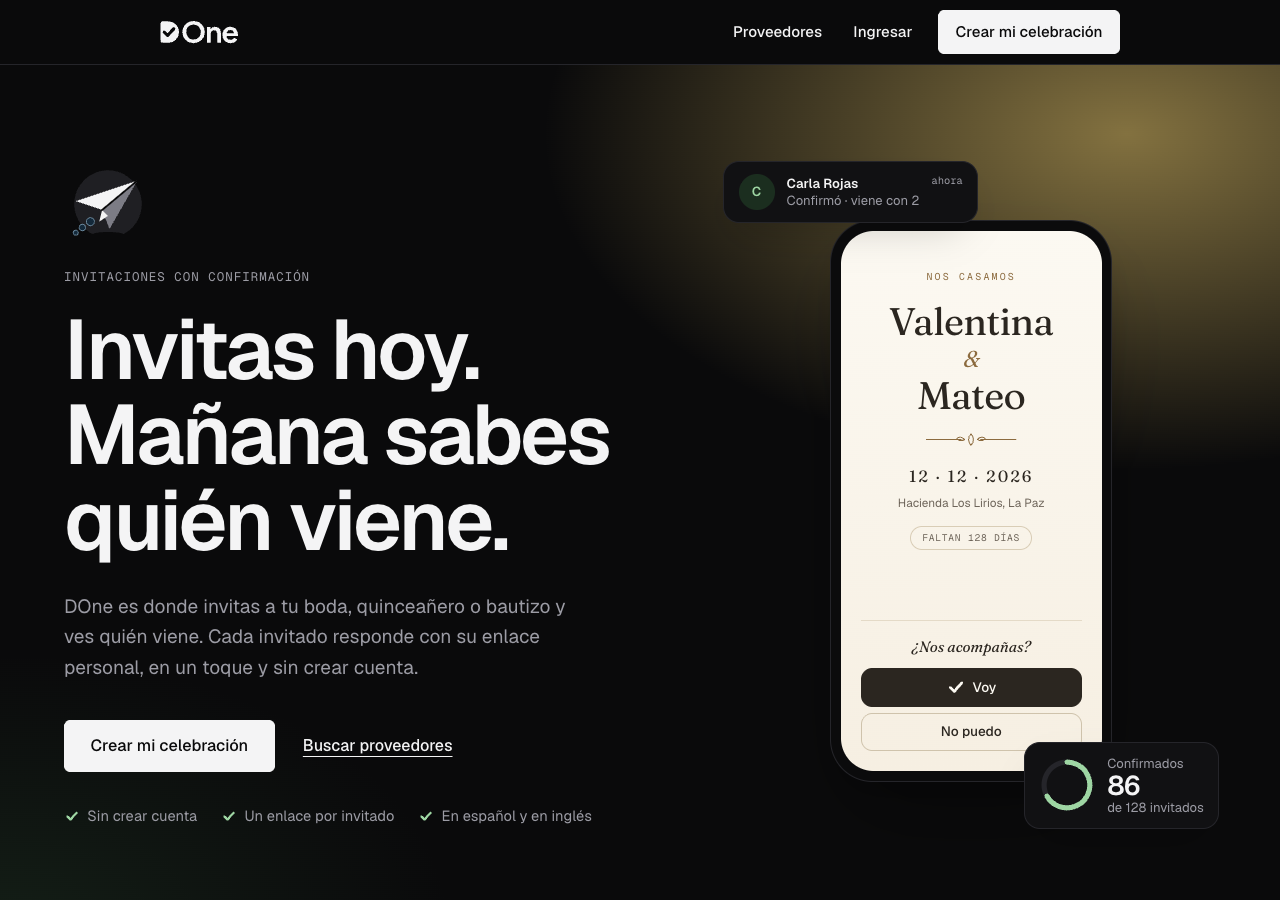 DOne
Proveedores
Ingresar
Crear mi celebración
INVITACIONES CON CONFIRMACIÓN
Invitas hoy.
Mañana sabes
quién viene.
DOne es donde invitas a tu boda, quinceañero o bautizo y
ves quién viene. Cada invitado responde con su enlace
personal, en un toque y sin crear cuenta.
Crear mi celebración
Buscar proveedores
Sin crear cuenta
Un enlace por invitado
En español y en inglés
C
Carla Rojas
ahora
Confirmó · viene con 2
NOS CASAMOS
Valentina
&
Mateo
12 · 12 · 2026
Hacienda Los Lirios, La Paz
FALTAN 128 DÍAS
¿Nos acompañas?
Voy
No puedo
Confirmados
86
de 128 invitados